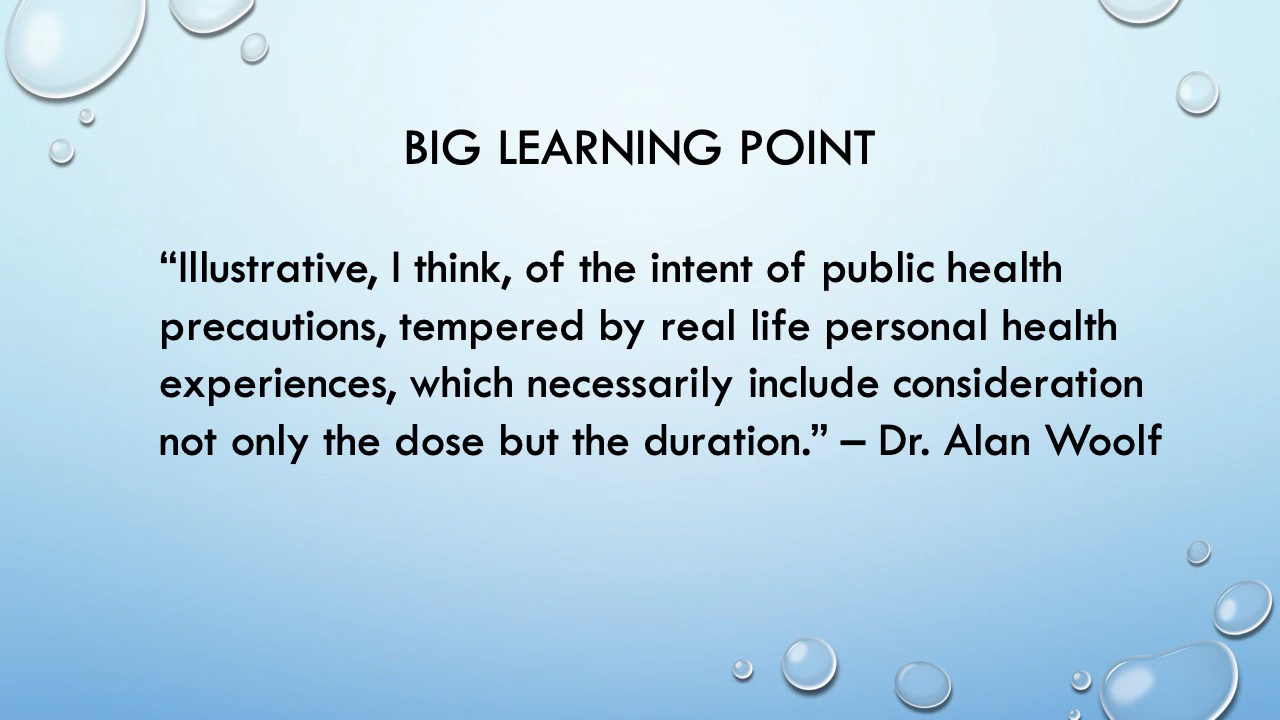 BIG LEARNING POINT
“Illustrative, I think, of the intent of public health
precautions, tempered by real life personal health
experiences, which necessarily include consideration
not only the dose but the duration.” – Dr. Alan Woolf